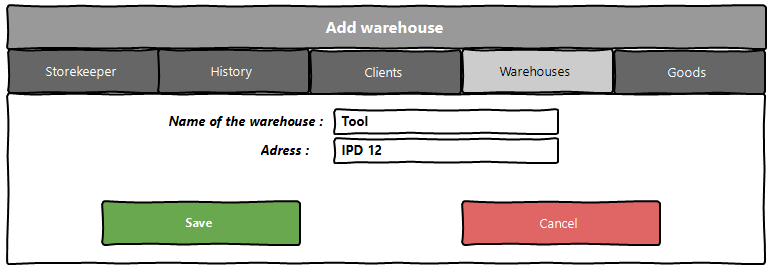 Add warehouse
Storekeeper History Clients Warehouses Goods
Name of the warehouse : Tool
Adress : IPD 12
Save Cancel